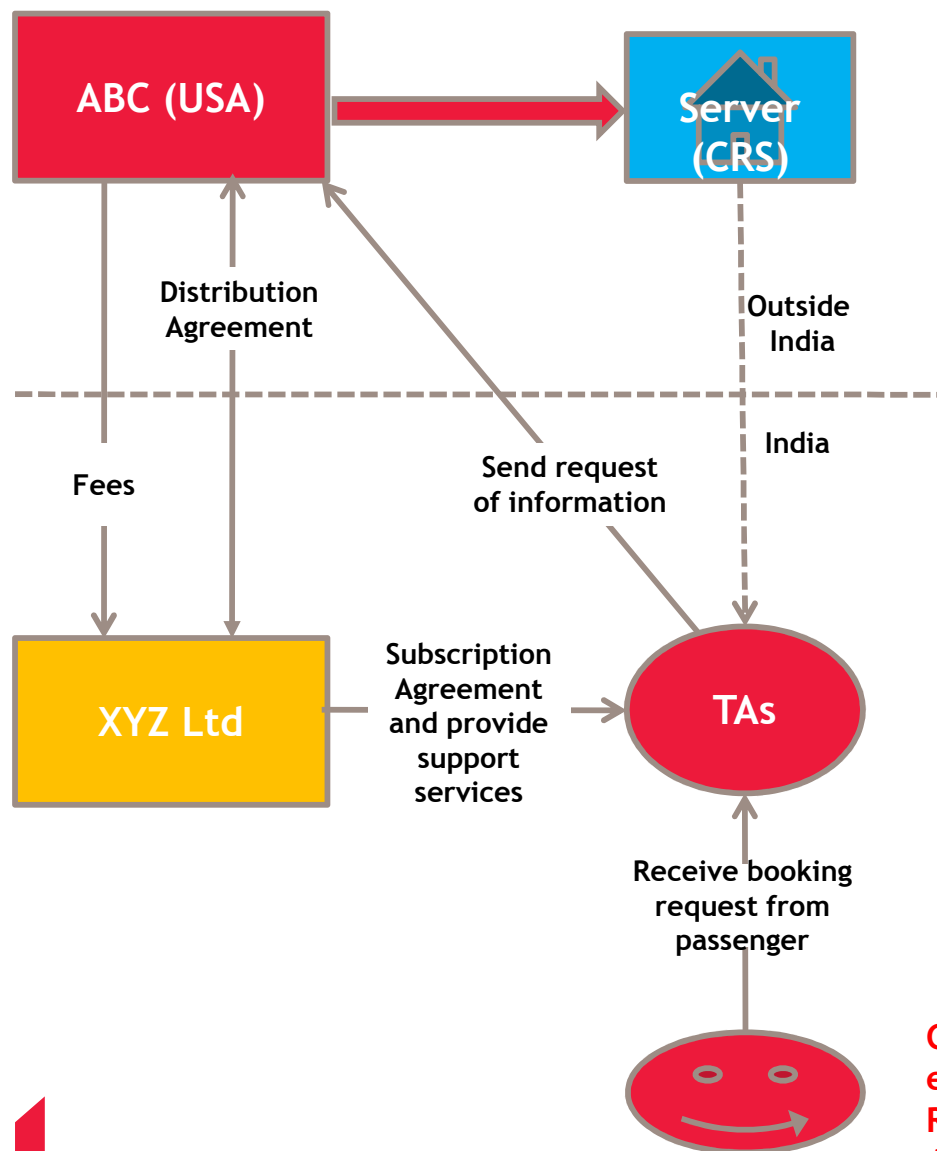 ABC (USA)
Server
(CRS)
Distribution
Agreement
Outside
India
India
Fees
Send request
of information
XYZ Ltd
Subscription
Agreement
and provide
support
services
TAs
Receive booking
request from
passenger